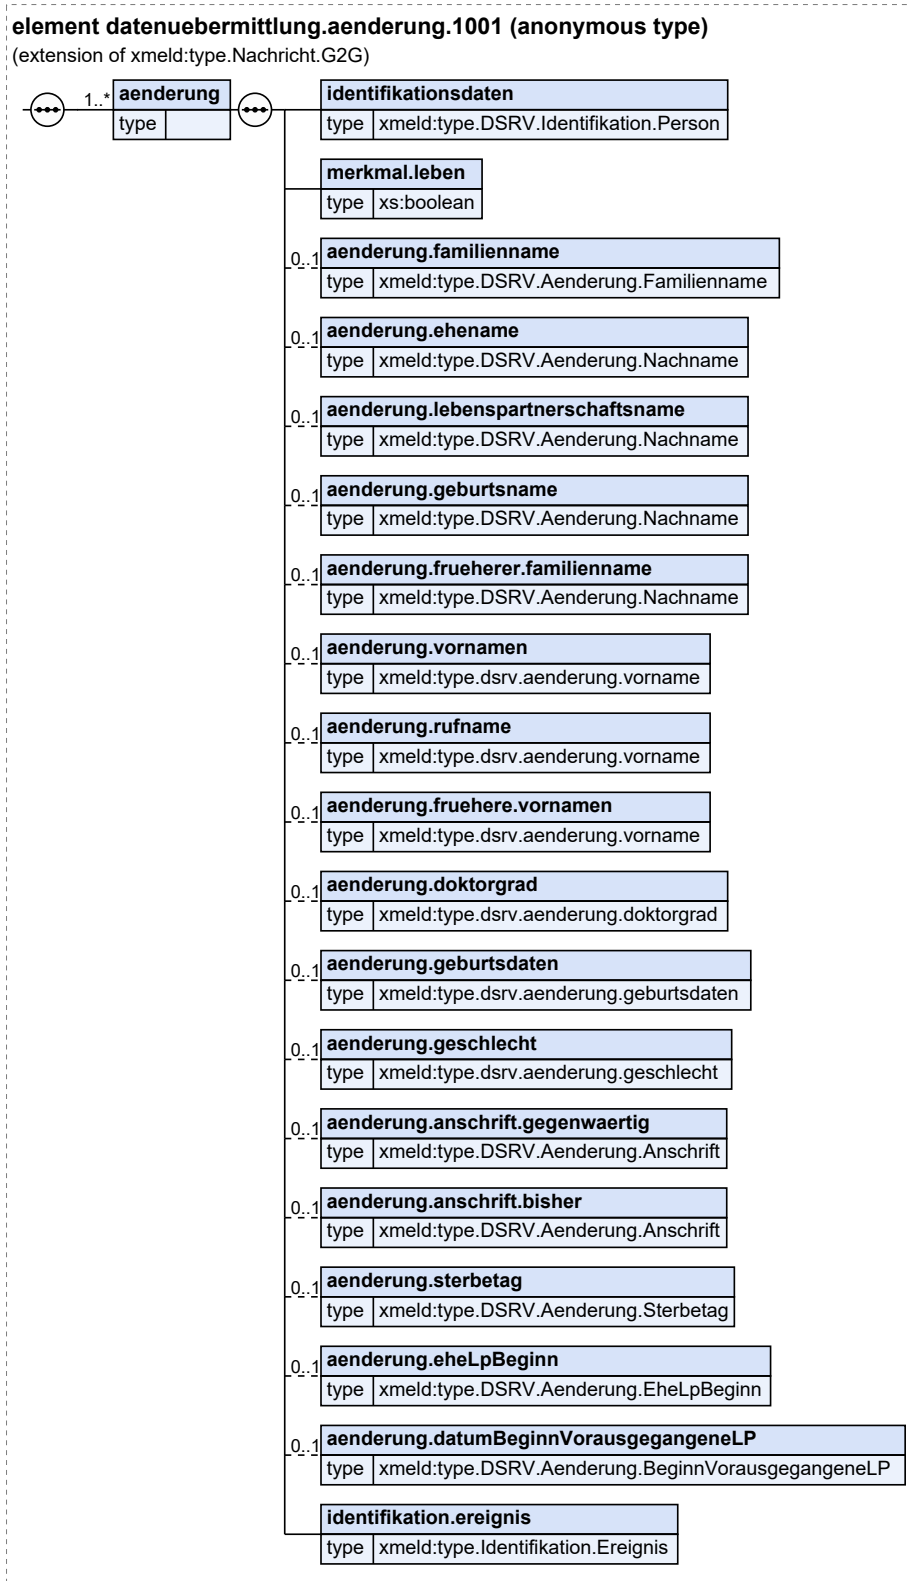 element datenuebermittlung.aenderung.1001 (anonymous type)
(extension of xmeld:type.Nachricht.G2G)
1..* aenderung
type
identifikationsdaten
type xmeld:type.DSRV.Identifikation.Person
merkmal.leben
type xs:boolean
0..1 aenderung.familienname
type xmeld:type.DSRV.Aenderung.Familienname
0..1 aenderung.ehename
type xmeld:type.DSRV.Aenderung.Nachname
0..1 aenderung.lebenspartnerschaftsname
type xmeld:type.DSRV.Aenderung.Nachname
0..1 aenderung.geburtsname
type xmeld:type.DSRV.Aenderung.Nachname
0..1 aenderung.frueherer.familienname
type xmeld:type.DSRV.Aenderung.Nachname
0..1 aenderung.vornamen
type xmeld:type.dsrv.aenderung.vorname
0..1 aenderung.rufname
type xmeld:type.dsrv.aenderung.vorname
0..1 aenderung.fruehere.vornamen
type xmeld:type.dsrv.aenderung.vorname
0..1 aenderung.doktorgrad
type xmeld:type.dsrv.aenderung.doktorgrad
0..1 aenderung.geburtsdaten
type xmeld:type.dsrv.aenderung.geburtsdaten
0..1 aenderung.geschlecht
type xmeld:type.dsrv.aenderung.geschlecht
0..1 aenderung.anschrift.gegenwaertig
type xmeld:type.DSRV.Aenderung.Anschrift
0..1 aenderung.anschrift.bisher
type xmeld:type.DSRV.Aenderung.Anschrift
0..1 aenderung.sterbetag
type xmeld:type.DSRV.Aenderung.Sterbetag
0..1 aenderung.eheLpBeginn
type xmeld:type.DSRV.Aenderung.EheLpBeginn
0..1 aenderung.datumBeginnVorausgegangeneLP
type xmeld:type.DSRV.Aenderung.BeginnVorausgegangeneLP
identifikation.ereignis
type xmeld:type.Identifikation.Ereignis